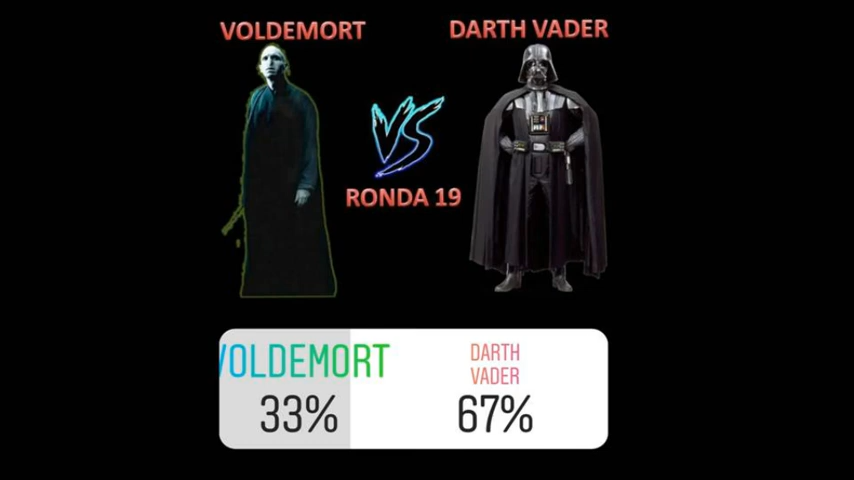 VOLDEMORT
DARTH VADER
VS
RONDA 19
VOLDEMORT
33%
DARTH
VADER
67%